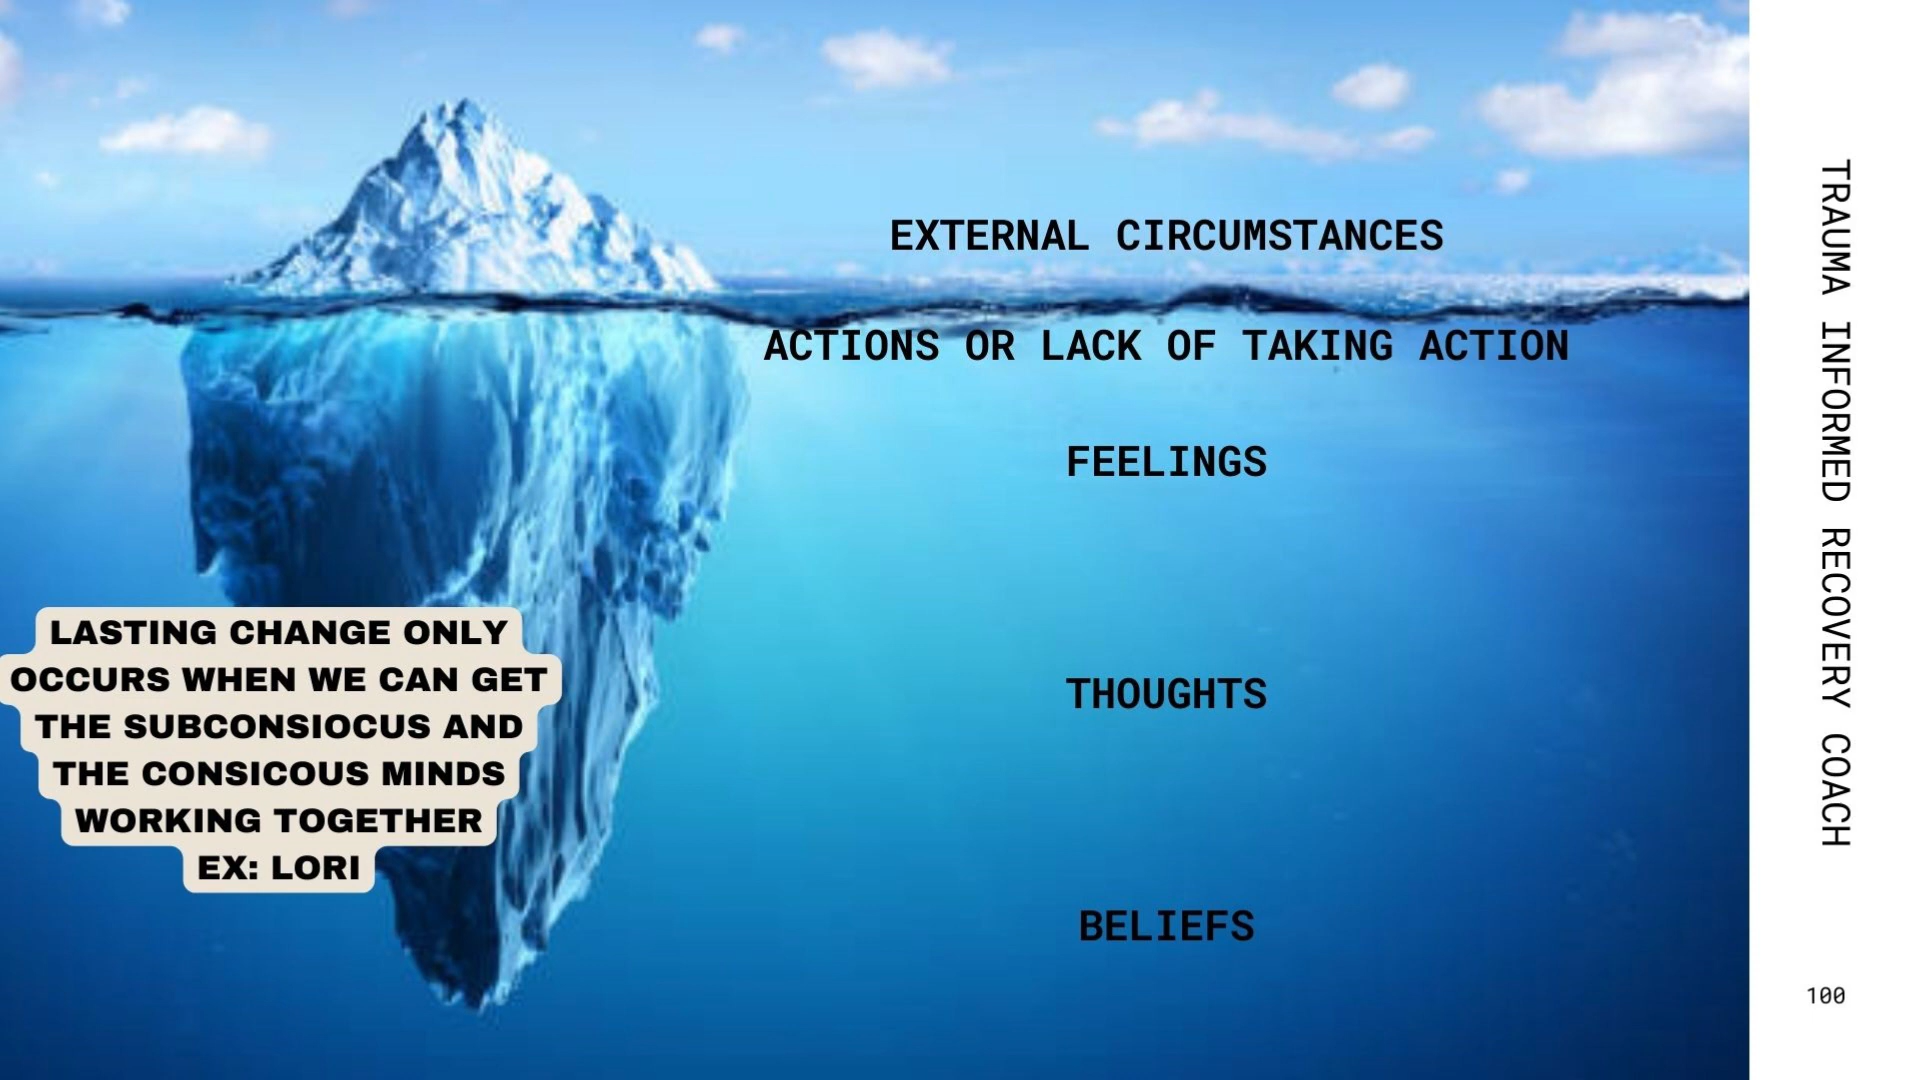 EXTERNAL CIRCUMSTANCES
ACTIONS OR LACK OF TAKING ACTION
FEELINGS
THOUGHTS
BELIEFS
LASTING CHANGE ONLY
OCCURS WHEN WE CAN GET
THE SUBCONSIOCUS AND
THE CONSICOUS MINDS
WORKING TOGETHER
EX: LORI
TRAUMA INFORMED RECOVERY COACH
100